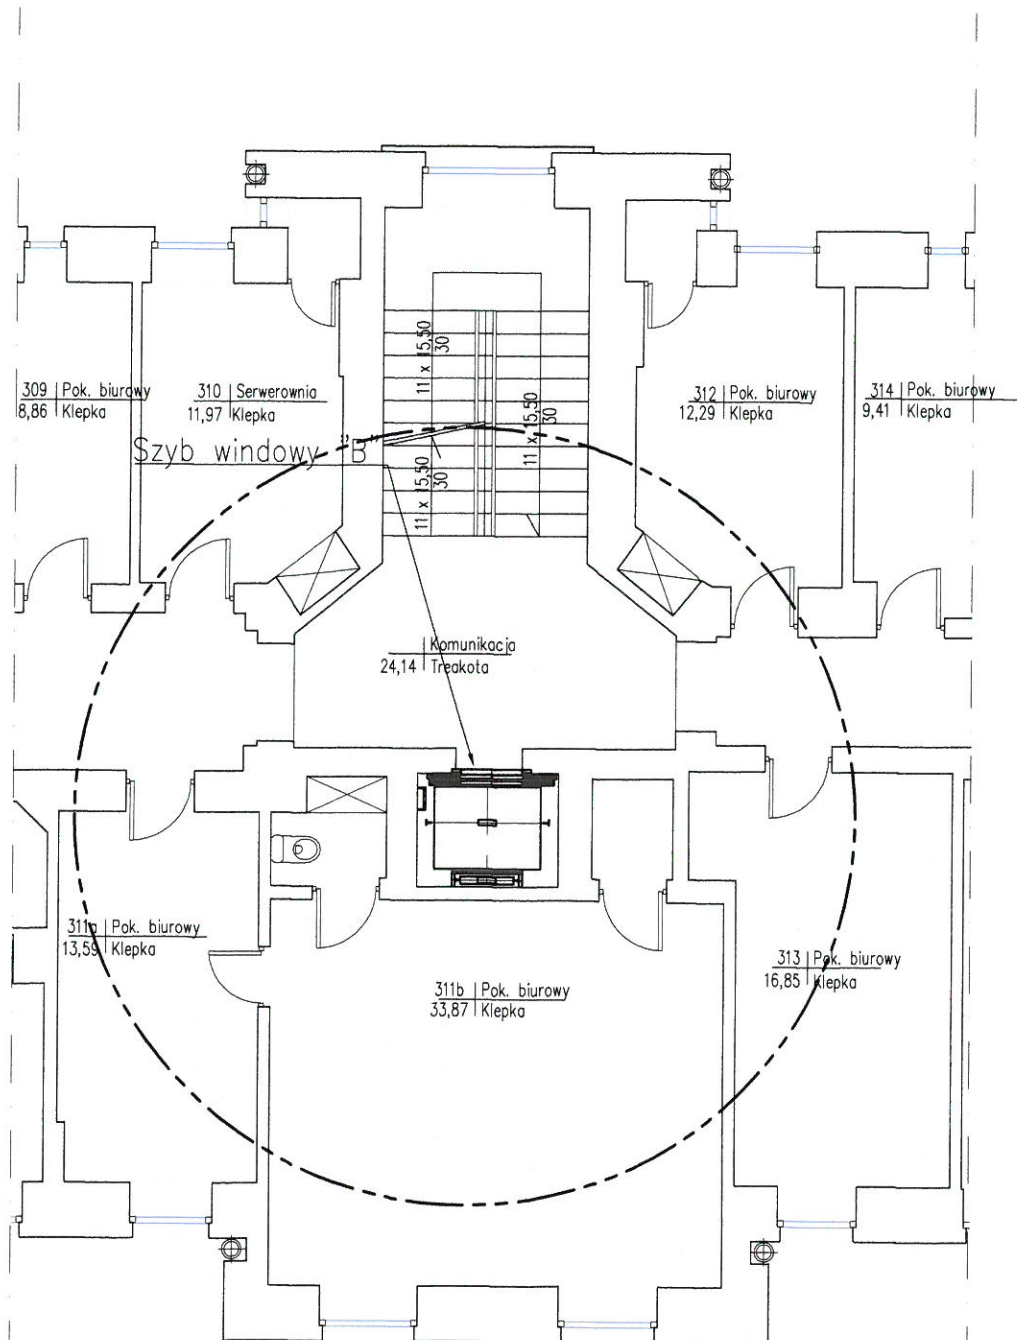 11 x 15,50
30
11 x 15,50
30
11 x 15,50
30
309 Pok. biurowy
8,86 Klepka
310 Serwerownia
11,97 Klepka
312 Pok. biurowy
12,29 Klepka
314 Pok. biurowy
9,41 Klepka
Szyb windowy "B"
Komunikacja
24,14 Treakota
311a Pok. biurowy
13,59 Klepka
311b Pok. biurowy
33,87 Klepka
313 Pok. biurowy
16,85 Klepka